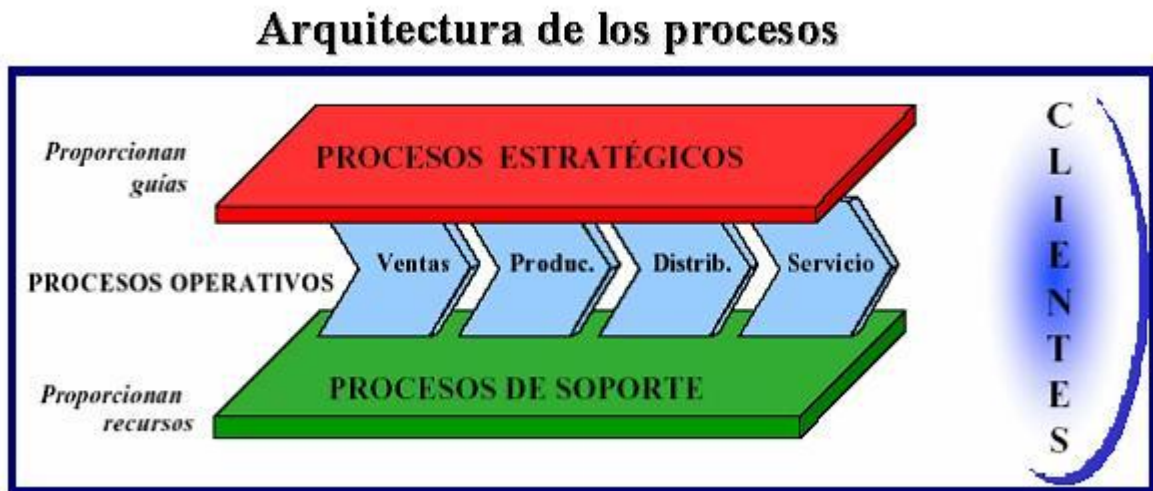 Arquitectura de los procesos
Proporcionan
guías
PROCESOS ESTRATÉGICOS
PROCESOS OPERATIVOS
Ventas
Produc.
Distrib.
Servicio
Proporcionan
recursos
PROCESOS DE SOPORTE
CLIENTES